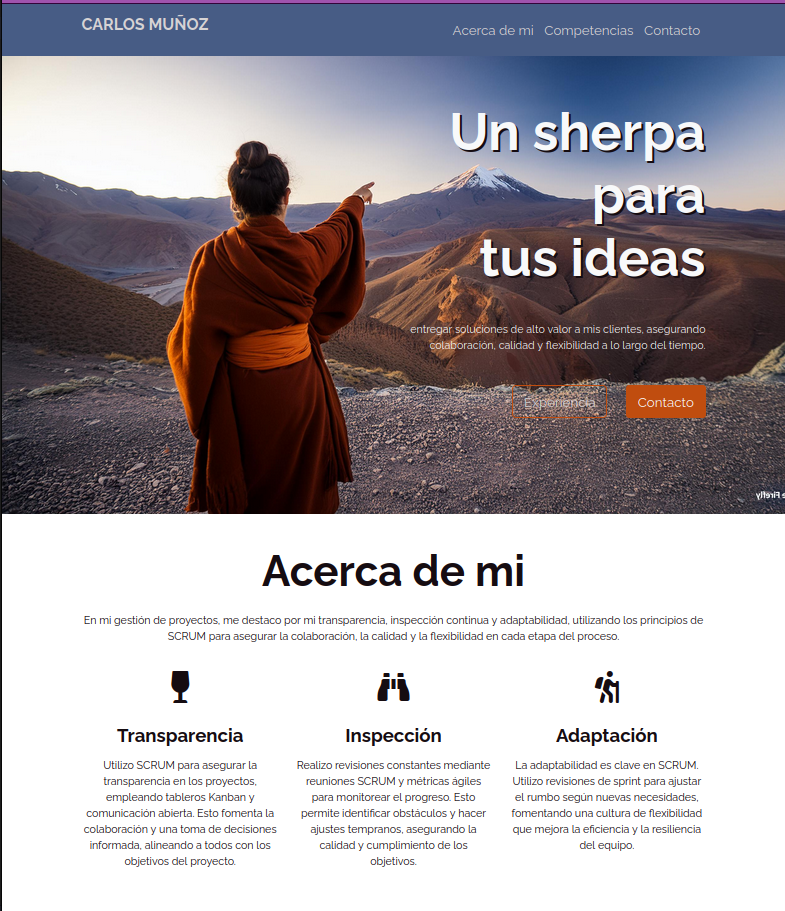 CARLOS MUÑOZ
Acerca de mi Competencias Contacto
Un sherpa
para
tus ideas
entregar soluciones de alto valor a mis clientes, asegurando
colaboración, calidad y flexibilidad a lo largo del tiempo.
Experiencia Contacto
e Firefly
Acerca de mi
En mi gestión de proyectos, me destaco por mi transparencia, inspección continua y adaptabilidad, utilizando los principios de
SCRUM para asegurar la colaboración, la calidad y la flexibilidad en cada etapa del proceso.
Transparencia
Utilizo SCRUM para asegurar la
transparencia en los proyectos,
empleando tableros Kanban y
comunicación abierta. Esto fomenta la
colaboración y una toma de decisiones
informada, alineando a todos con los
objetivos del proyecto.
Inspección
Realizo revisiones constantes mediante
reuniones SCRUM y métricas ágiles
para monitorear el progreso. Esto
permite identificar obstáculos y hacer
ajustes tempranos, asegurando la
calidad y cumplimiento de los
objetivos.
Adaptación
La adaptabilidad es clave en SCRUM.
Utilizo revisiones de sprint para ajustar
el rumbo según nuevas necesidades,
fomentando una cultura de flexibilidad
que mejora la eficiencia y la resiliencia
del equipo.